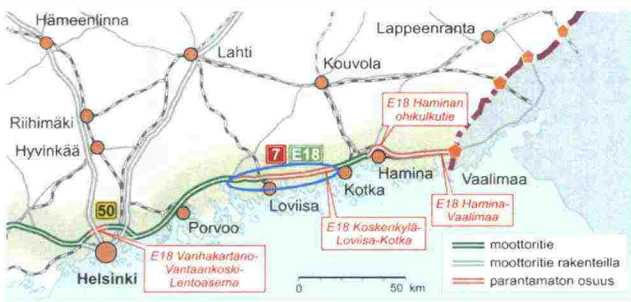 Hämeenlinna
Lappeenranta
Lahti
Kouvola
Riihimäki
Hyvinkää
E18 Haminan
ohikulkutie
7 E18
Hamina
Vaalimaa
Kotka
Loviisa
50
Porvoo
E18 Hamina-
Vaalimaa
E18 Koskenkylä-
Loviisa-Kotka
E18 Vanhakartano-
Vantaankoski-
Lentoasema
Helsinki
0 50 km
moottoritie
moottoritie rakenteilla
parantamaton osuus